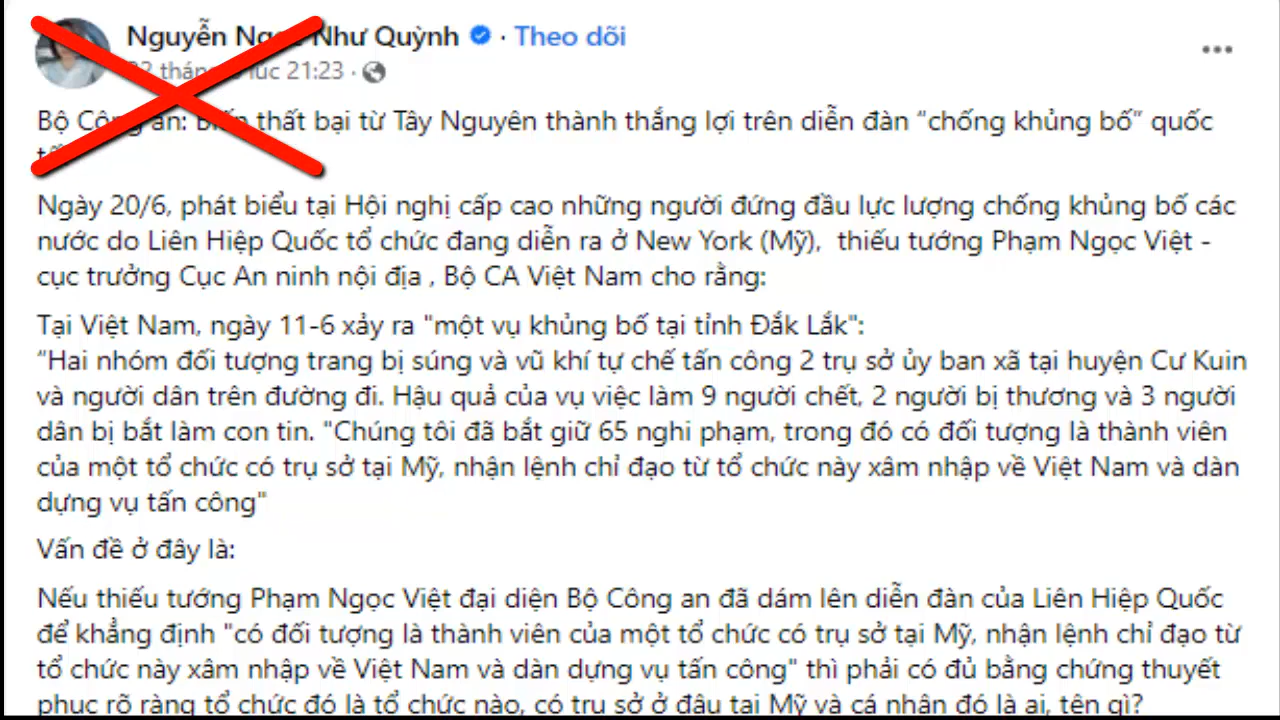 Nguyễn Ngọc Như Quỳnh · Theo dõi
tháng lúc 21:23 ·
Bộ Công an: Biến thất bại từ Tây Nguyên thành thắng lợi trên diễn đàn “chống khủng bố” quốc
Ngày 20/6, phát biểu tại Hội nghị cấp cao những người đứng đầu lực lượng chống khủng bố các
nước do Liên Hiệp Quốc tổ chức đang diễn ra ở New York (Mỹ), thiếu tướng Phạm Ngọc Việt -
cục trưởng Cục An ninh nội địa , Bộ CA Việt Nam cho rằng:
Tại Việt Nam, ngày 11-6 xảy ra "một vụ khủng bố tại tỉnh Đắk Lắk":
“Hai nhóm đối tượng trang bị súng và vũ khí tự chế tấn công 2 trụ sở ủy ban xã tại huyện Cư Kuin
và người dân trên đường đi. Hậu quả của vụ việc làm 9 người chết, 2 người bị thương và 3 người
dân bị bắt làm con tin. "Chúng tôi đã bắt giữ 65 nghi phạm, trong đó có đối tượng là thành viên
của một tổ chức có trụ sở tại Mỹ, nhận lệnh chỉ đạo từ tổ chức này xâm nhập về Việt Nam và dàn
dựng vụ tấn công"
Vấn đề ở đây là:
Nếu thiếu tướng Phạm Ngọc Việt đại diện Bộ Công an đã dám lên diễn đàn của Liên Hiệp Quốc
để khẳng định "có đối tượng là thành viên của một tổ chức có trụ sở tại Mỹ, nhận lệnh chỉ đạo từ
tổ chức này xâm nhập về Việt Nam và dàn dựng vụ tấn công" thì phải có đủ bằng chứng thuyết
phục rõ ràng tổ chức đó là tổ chức nào, có trụ sở ở đâu tại Mỹ và cá nhân đó là ai, tên gì?